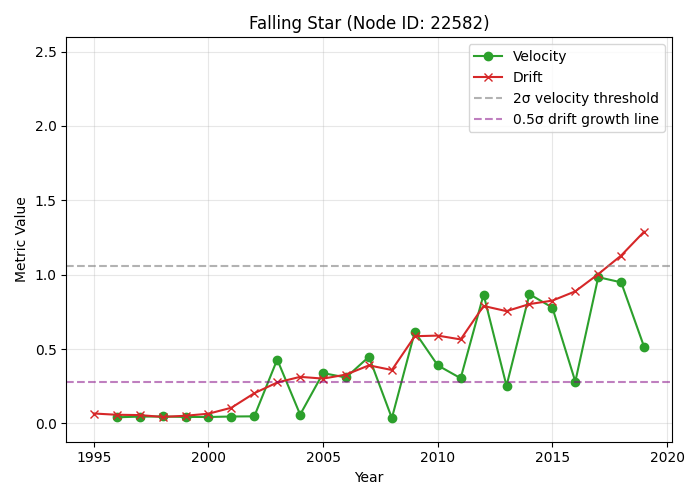 Falling Star (Node ID: 22582)
2.5
2.0
1.5
1.0
0.5
0.0
Metric Value
Velocity
Drift
2σ velocity threshold
0.5σ drift growth line
1995
2000
2005
2010
2015
2020
Year